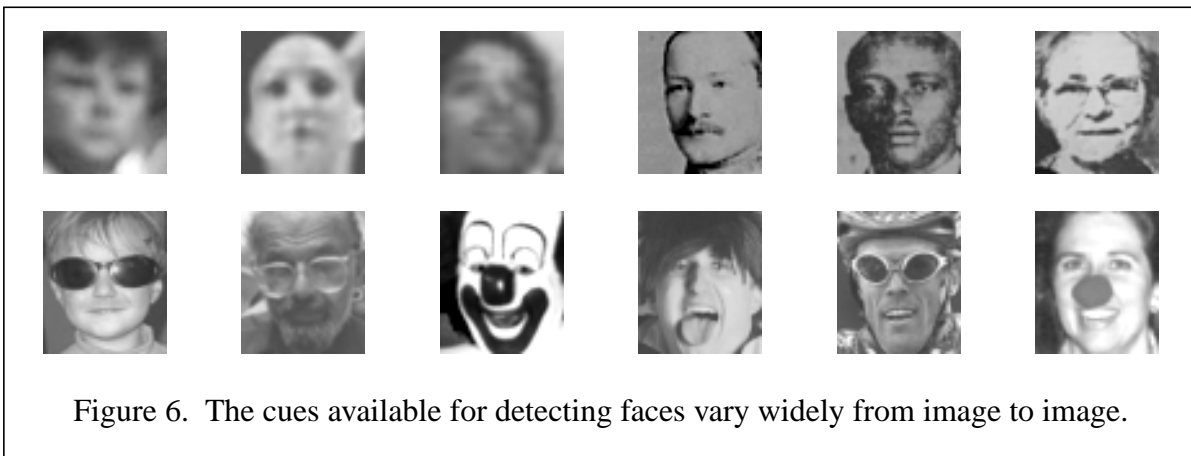 Figure 6. The cues available for detecting faces vary widely from image to image.